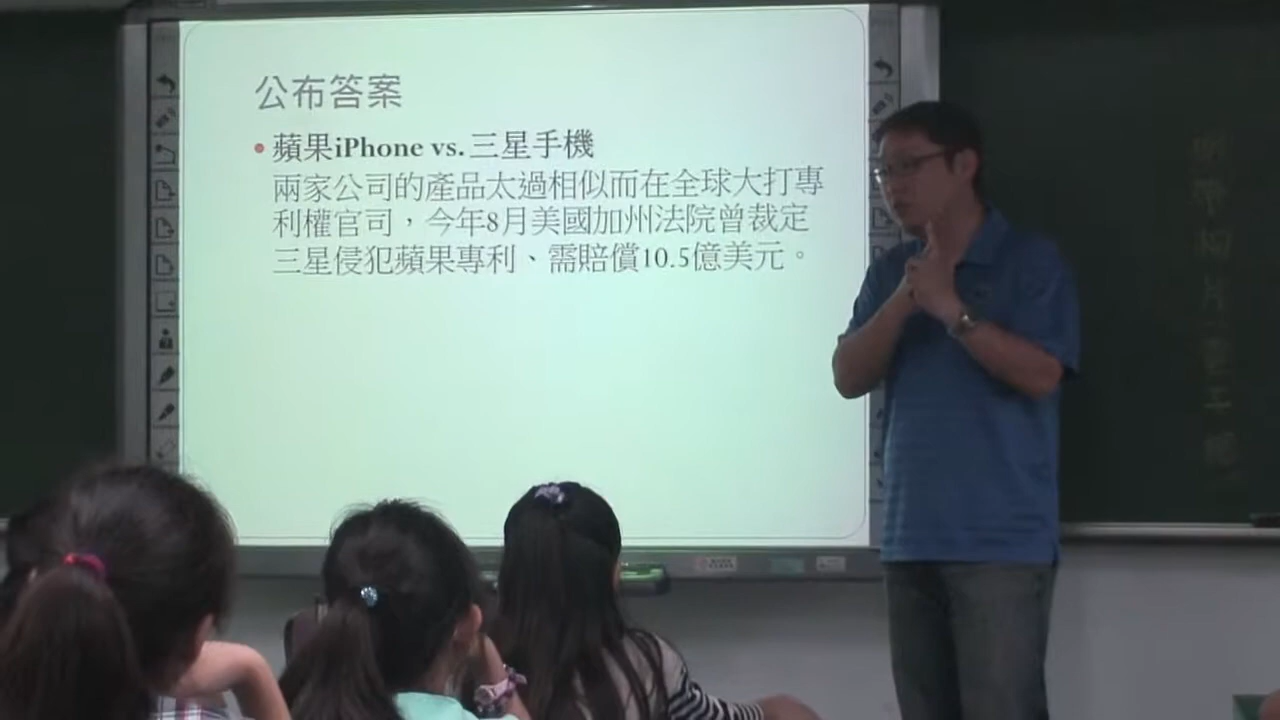 公布答案
• 蘋果iPhone vs. 三星手機
兩家公司的產品太過相似而在全球大打專
利權官司，今年8月美國加州法院曾裁定
三星侵犯蘋果專利、需賠償10.5億美元。